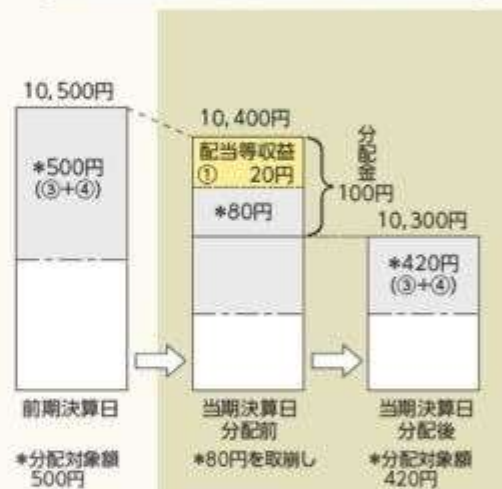 10,500円
*500円
(③+④)
前期決算日
*分配対象額
500円
10,400円
配当等収益
① 20円
*80円
分配金
100円
当期決算日
分配前
*80円を取崩し
10,300円
*420円
(③+④)
当期決算日
分配後
*分配対象額
420円